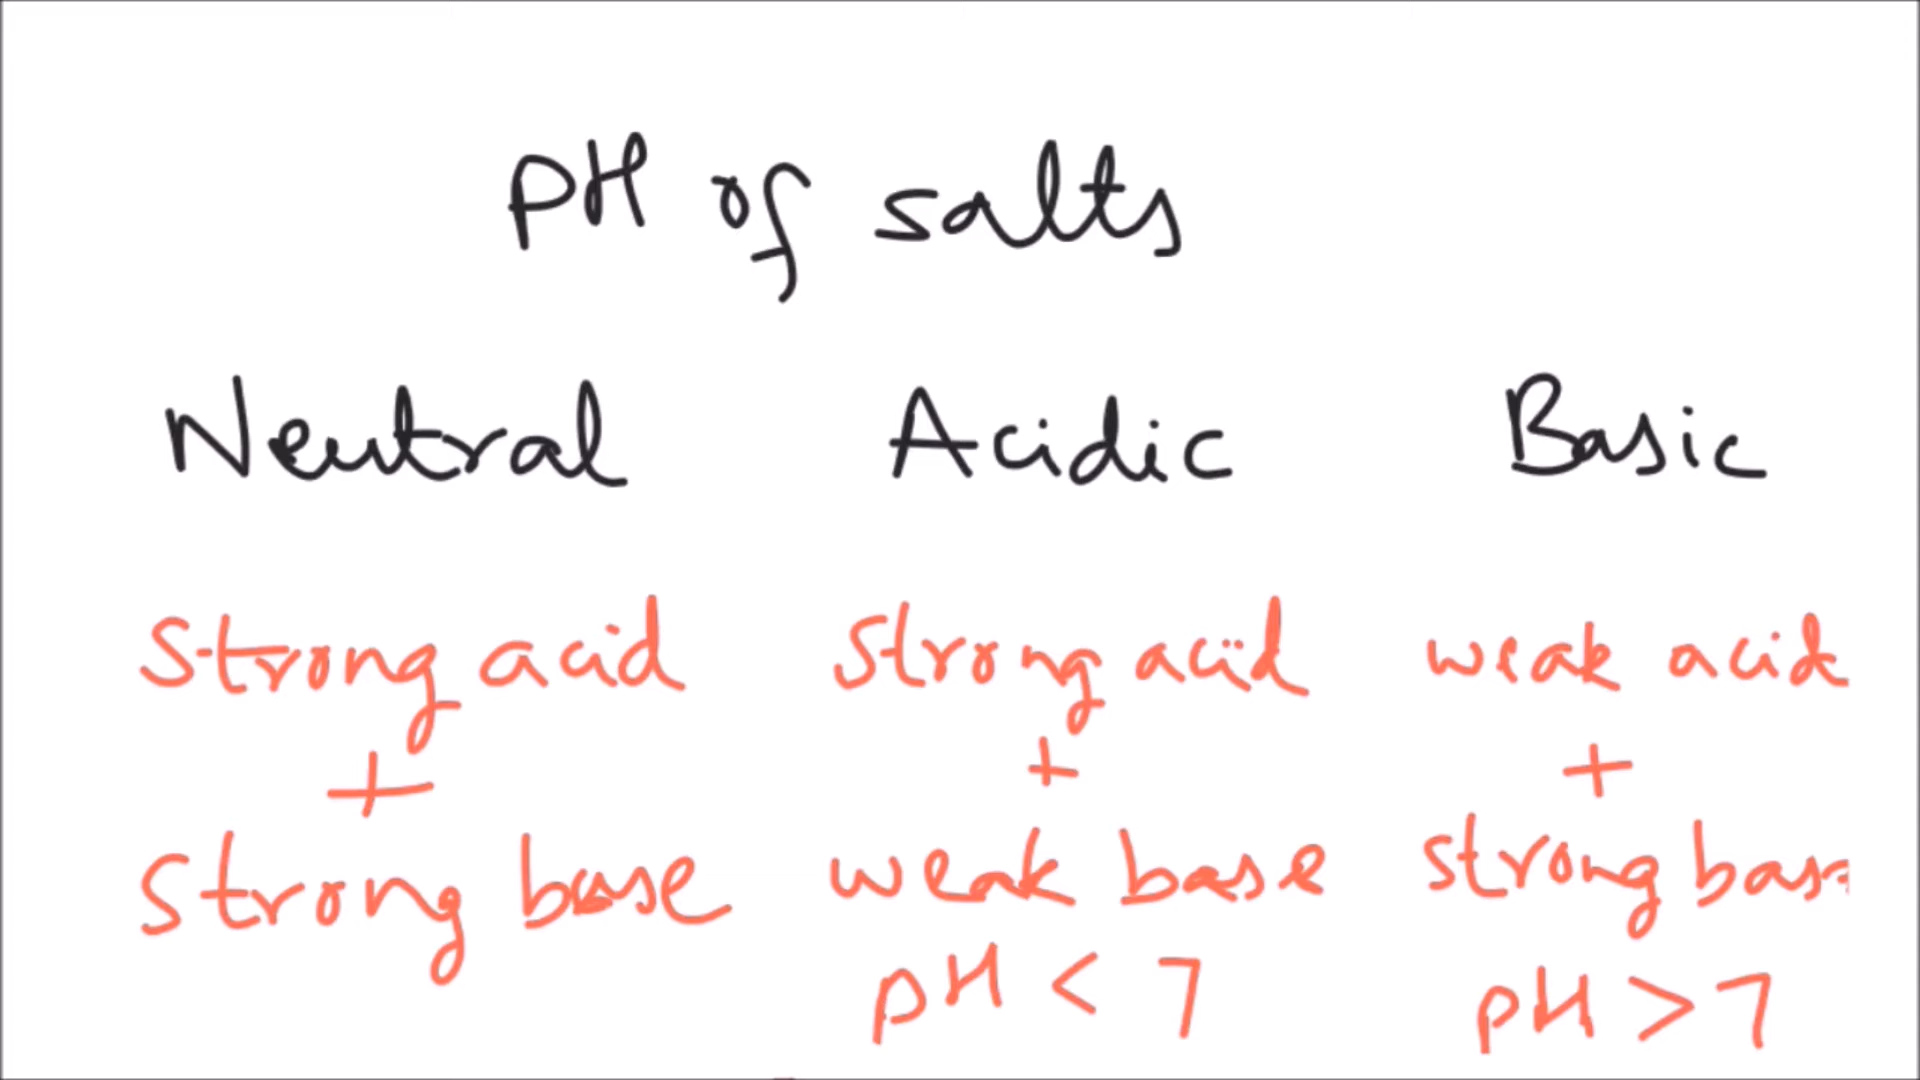 pH of salts
Neutral Acidic Basic
Strong acid strong acid weak acid
+ + +
Strong base weak base strong bas
pH < 7 pH > 7